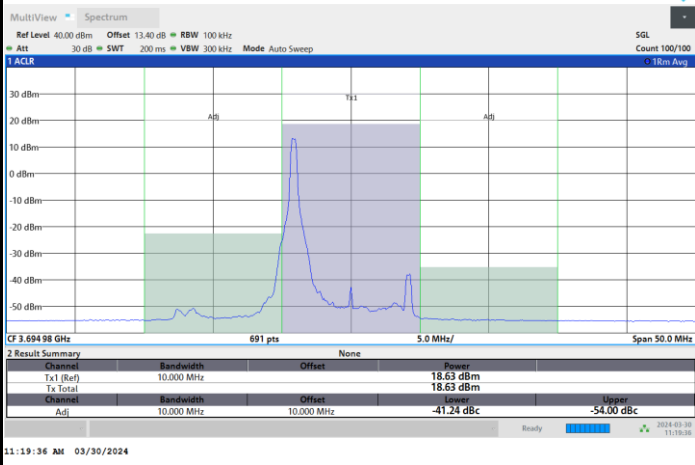 MultiView Spectrum
Ref Level 40.00 dBm Offset 13.40 dB RBW 100 kHz SGL
Att 30 dB SWT 200 ms VBW 300 kHz Mode Auto Sweep Count 100/100
1 ACLR 1Rm Avg
30 dBm
Tx1
20 dBm
Adj Adj
10 dBm
0 dBm
-10 dBm
-20 dBm
-30 dBm
-40 dBm
-50 dBm
CF 3.694 98 GHz 691 pts 5.0 MHz/ Span 50.0 MHz
2 Result Summary None
Channel Bandwidth Offset Power
Tx1 (Ref) 10.000 MHz 18.63 dBm
Tx Total 18.63 dBm
Channel Bandwidth Offset Lower Upper
Adj 10.000 MHz 10.000 MHz -41.24 dBc -54.00 dBc
Ready 2024-03-30
11:19:36
11:19:36 AM 03/30/2024